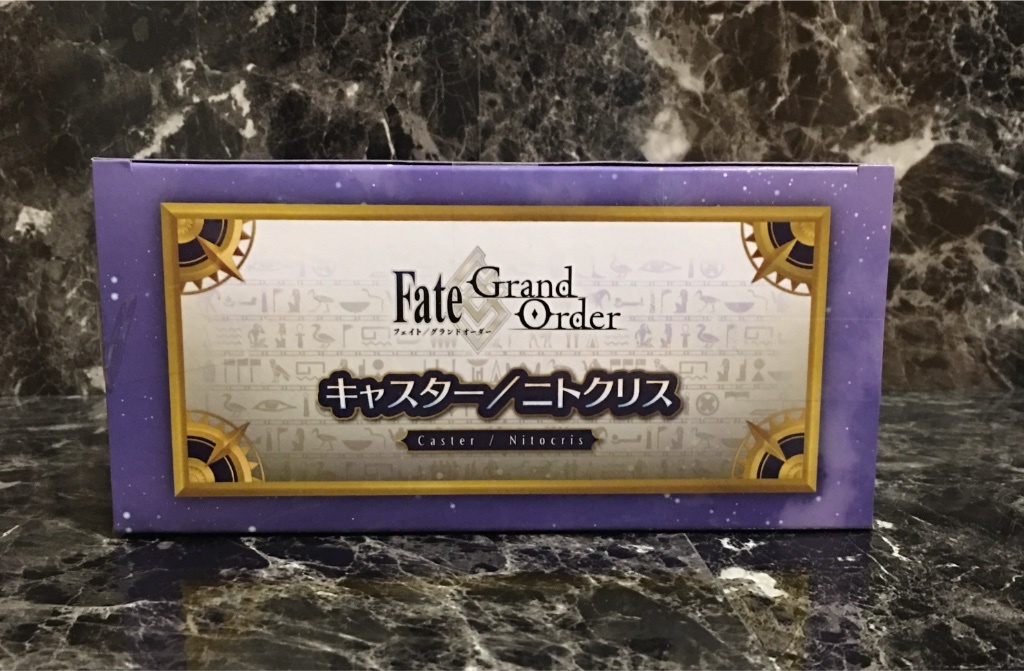 Fate Grand Order
フェイト/グランドオーダー
キャスター/ニトクリス
Caster / Nitocris